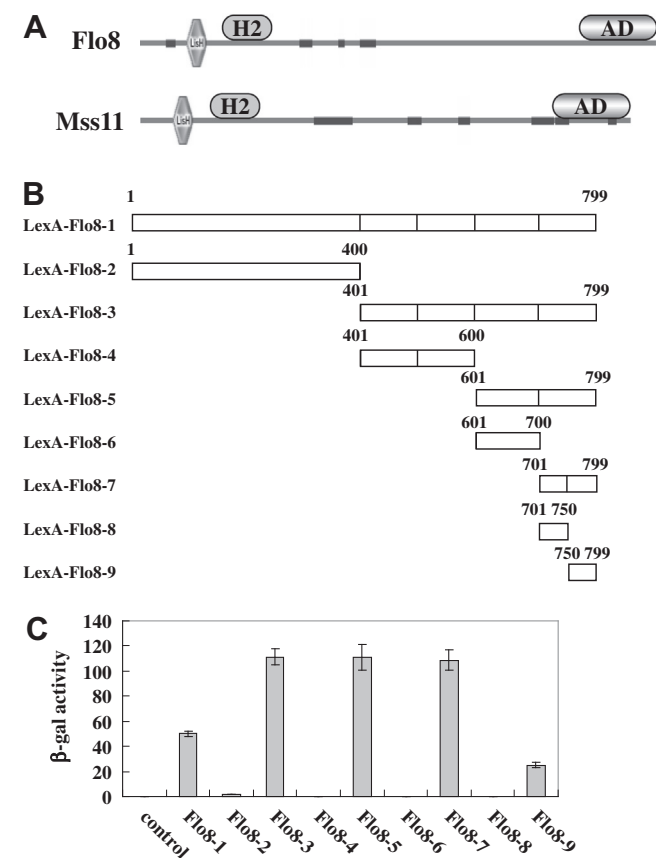 A
Flo8
LisH
H2
AD
Mss11
LisH
H2
AD
B
1 799
LexA-Flo8-1
1 400
LexA-Flo8-2
401 799
LexA-Flo8-3
401 600
LexA-Flo8-4
601 799
LexA-Flo8-5
601 700
LexA-Flo8-6
701 799
LexA-Flo8-7
701 750
LexA-Flo8-8
750 799
LexA-Flo8-9
C
β-gal activity
140
120
100
80
60
40
20
0
control
Flo8-1
Flo8-2
Flo8-3
Flo8-4
Flo8-5
Flo8-6
Flo8-7
Flo8-8
Flo8-9